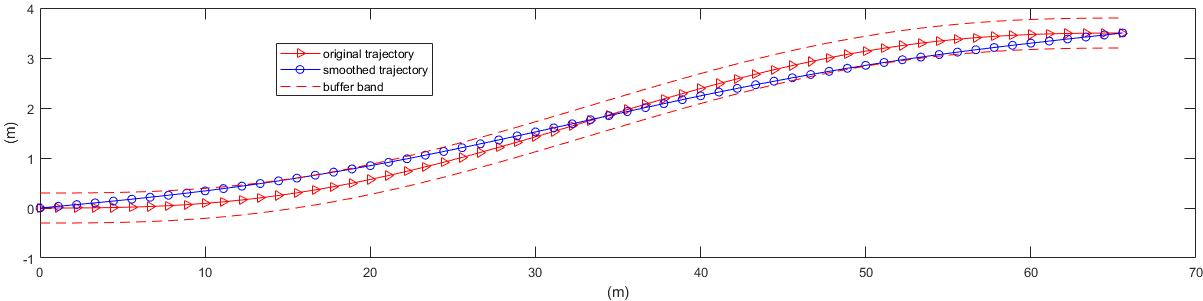 4
3
2
1
0
-1
(m)
original trajectory
smoothed trajectory
buffer band
0 10 20 30 40 50 60 70
(m)